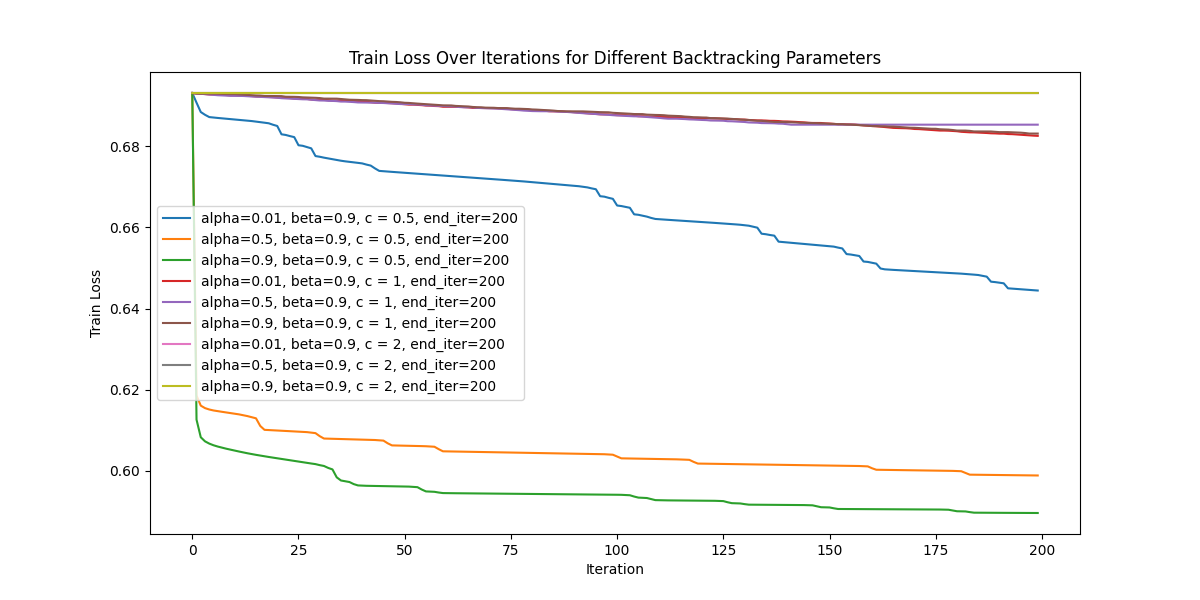 Train Loss Over Iterations for Different Backtracking Parameters
Train Loss
0.68
0.66
0.64
0.62
0.60
alpha=0.01, beta=0.9, c = 0.5, end_iter=200
alpha=0.5, beta=0.9, c = 0.5, end_iter=200
alpha=0.9, beta=0.9, c = 0.5, end_iter=200
alpha=0.01, beta=0.9, c = 1, end_iter=200
alpha=0.5, beta=0.9, c = 1, end_iter=200
alpha=0.9, beta=0.9, c = 1, end_iter=200
alpha=0.01, beta=0.9, c = 2, end_iter=200
alpha=0.5, beta=0.9, c = 2, end_iter=200
alpha=0.9, beta=0.9, c = 2, end_iter=200
0 25 50 75 100 125 150 175 200
Iteration